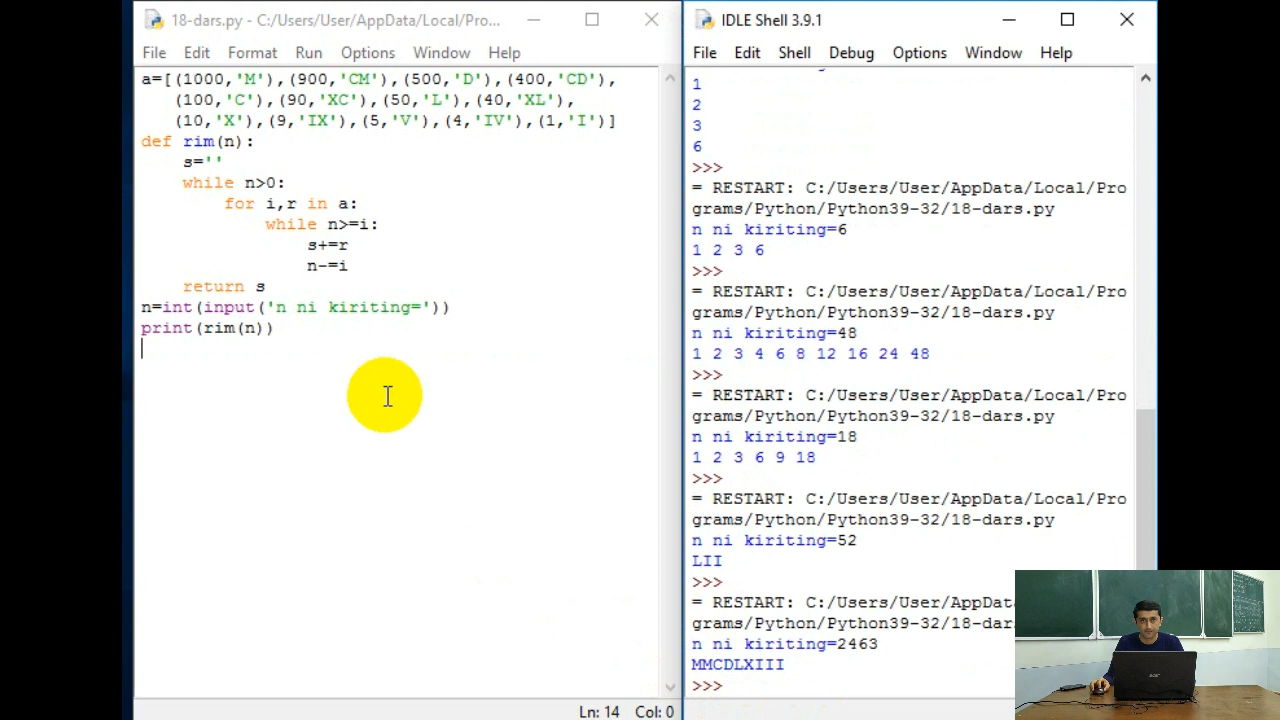 18-dars.py - C:/Users/User/AppData/Local/Pro...
File Edit Format Run Options Window Help
a=[(1000,'M'),(900,'CM'),(500,'D'),(400,'CD'),
(100,'C'),(90,'XC'),(50,'L'),(40,'XL'),
(10,'X'),(9,'IX'),(5,'V'),(4,'IV'),(1,'I')]
def rim(n):
s=''
while n>0:
for i,r in a:
while n>=i:
s+=r
n-=i
return s
n=int(input('n ni kiriting='))
print(rim(n))
Ln: 14 Col: 0
IDLE Shell 3.9.1
File Edit Shell Debug Options Window Help
1
2
3
6
>>>
= RESTART: C:/Users/User/AppData/Local/Pro
grams/Python/Python39-32/18-dars.py
n ni kiriting=6
1 2 3 6
>>>
= RESTART: C:/Users/User/AppData/Local/Pro
grams/Python/Python39-32/18-dars.py
n ni kiriting=48
1 2 3 4 6 8 12 16 24 48
>>>
= RESTART: C:/Users/User/AppData/Local/Pro
grams/Python/Python39-32/18-dars.py
n ni kiriting=18
1 2 3 6 9 18
>>>
= RESTART: C:/Users/User/AppData/Local/Pro
grams/Python/Python39-32/18-dars.py
n ni kiriting=52
LII
>>>
= RESTART: C:/Users/User/AppData
grams/Python/Python39-32/18-dars
n ni kiriting=2463
MMCDLXIII
>>>